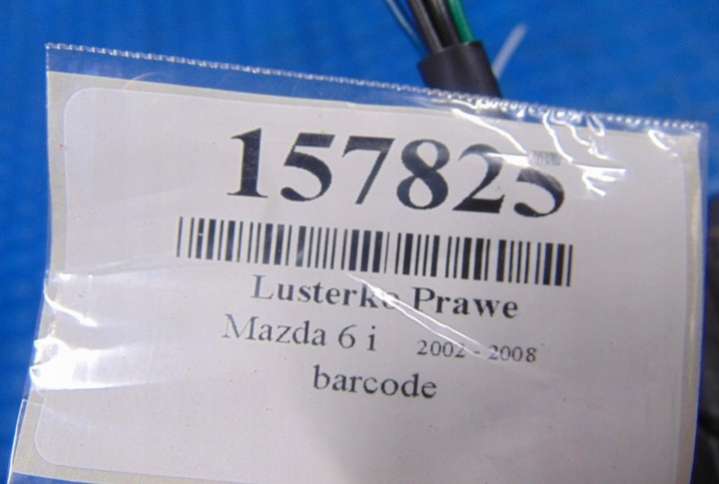 157825
Lusterko Prawe
Mazda 6 i 2002 - 2008
barcode